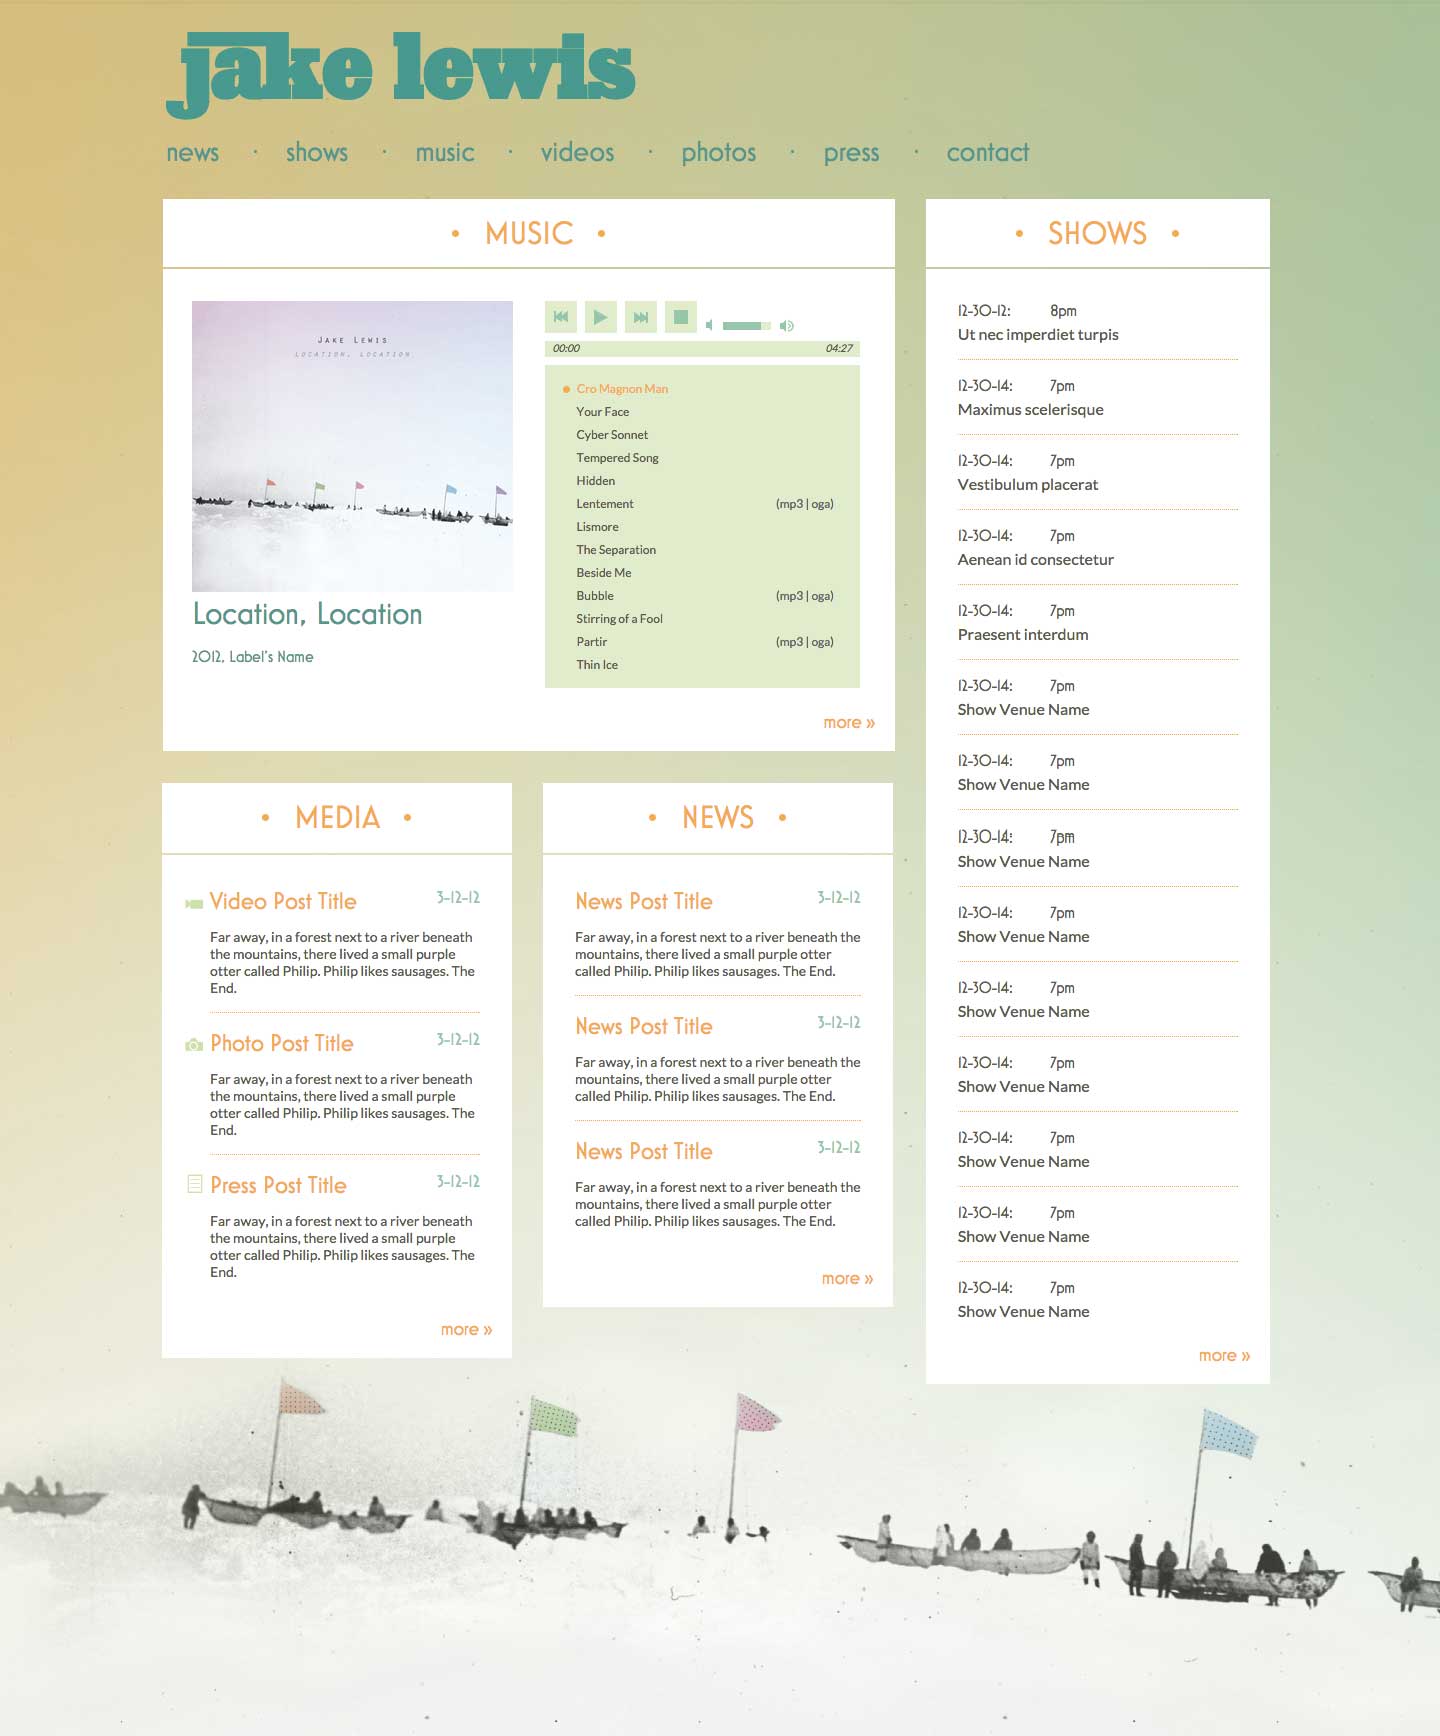 jake lewis
news · shows · music · videos · photos · press · contact
• MUSIC •
JAKE LEWIS
LOCATION, LOCATION
Location, Location
2012, Label's Name
00:00 04:27
Cro Magnon Man
Your Face
Cyber Sonnet
Tempered Song
Hidden
Lentement (mp3 | oga)
Lismore
The Separation
Beside Me
Bubble (mp3 | oga)
Stirring of a Fool
Partir (mp3 | oga)
Thin Ice
more »
• SHOWS •
12-30-12: 8pm
Ut nec imperdiet turpis
12-30-14: 7pm
Maximus scelerisque
12-30-14: 7pm
Vestibulum placerat
12-30-14: 7pm
Aenean id consectetur
12-30-14: 7pm
Praesent interdum
12-30-14: 7pm
Show Venue Name
12-30-14: 7pm
Show Venue Name
12-30-14: 7pm
Show Venue Name
12-30-14: 7pm
Show Venue Name
12-30-14: 7pm
Show Venue Name
12-30-14: 7pm
Show Venue Name
12-30-14: 7pm
Show Venue Name
12-30-14: 7pm
Show Venue Name
12-30-14: 7pm
Show Venue Name
more »
• MEDIA •
Video Post Title 3-12-12
Far away, in a forest next to a river beneath
the mountains, there lived a small purple
otter called Philip. Philip likes sausages. The
End.
Photo Post Title 3-12-12
Far away, in a forest next to a river beneath
the mountains, there lived a small purple
otter called Philip. Philip likes sausages. The
End.
Press Post Title 3-12-12
Far away, in a forest next to a river beneath
the mountains, there lived a small purple
otter called Philip. Philip likes sausages. The
End.
more »
• NEWS •
News Post Title 3-12-12
Far away, in a forest next to a river beneath the
mountains, there lived a small purple otter
called Philip. Philip likes sausages. The End.
News Post Title 3-12-12
Far away, in a forest next to a river beneath the
mountains, there lived a small purple otter
called Philip. Philip likes sausages. The End.
News Post Title 3-12-12
Far away, in a forest next to a river beneath the
mountains, there lived a small purple otter
called Philip. Philip likes sausages. The End.
more »